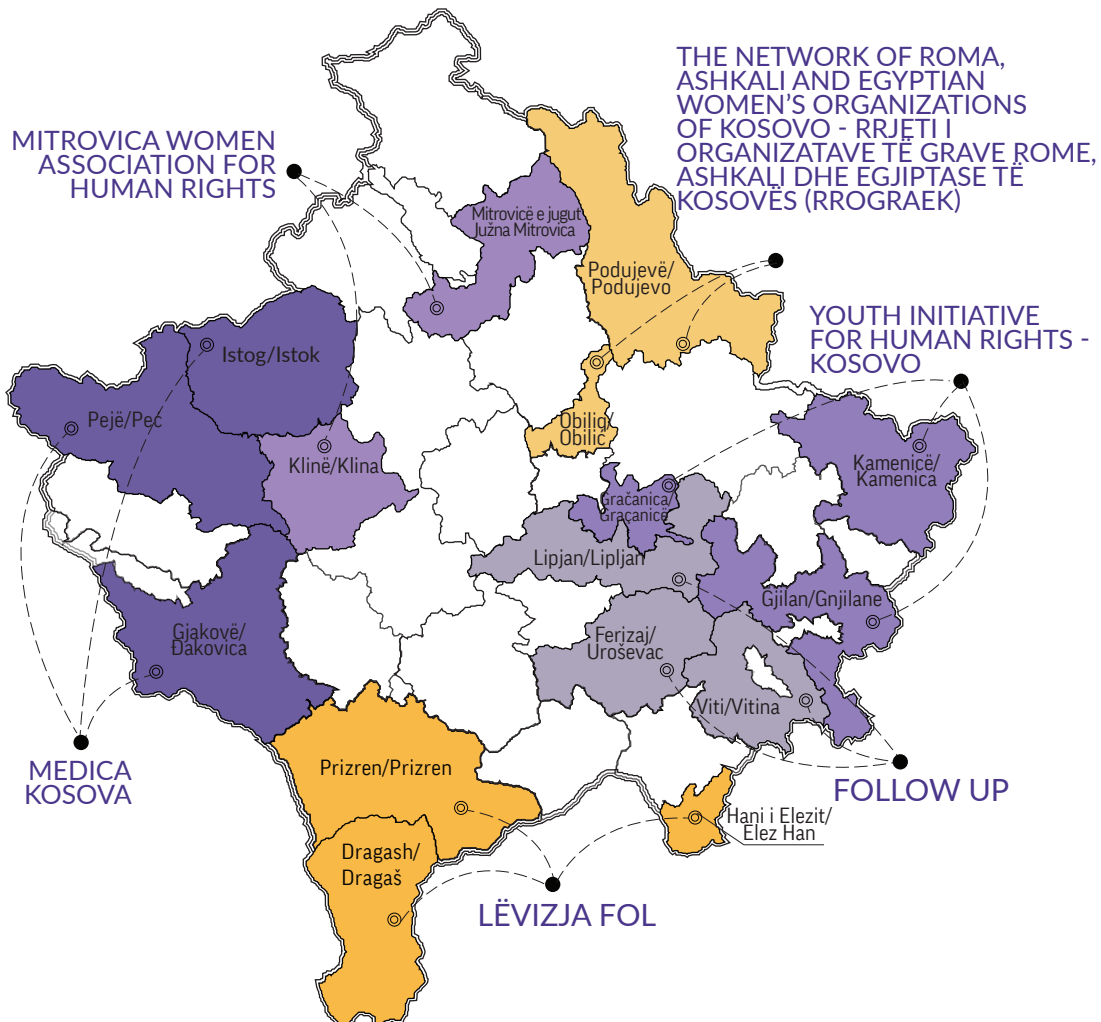 THE NETWORK OF ROMA,
ASHKALI AND EGYPTIAN
WOMEN'S ORGANIZATIONS
OF KOSOVO - RRJETI I
ORGANIZATAVE TË GRAVE ROME,
ASHKALI DHE EGJIPTASE TË
KOSOVËS (RROGRAEK)
MITROVICA WOMEN
ASSOCIATION FOR
HUMAN RIGHTS
Mitrovicë e jugut
Južna Mitrovica
Podujevë/
Podujevo
YOUTH INITIATIVE
FOR HUMAN RIGHTS -
KOSOVO
Istog/Istok
Pejë/Peć
Obiliq/
Obilić
Klinë/Klina
Kamenicë/
Kamenica
Gračanica/
Graçanicë
Lipjan/Lipljan
Gjilan/Gnjilane
Gjakovë/
Đakovica
Ferizaj/
Uroševac
Viti/Vitina
MEDICA
KOSOVA
Prizren/Prizren
FOLLOW UP
Hani i Elezit/
Elez Han
Dragash/
Dragaš
LËVIZJA FOL